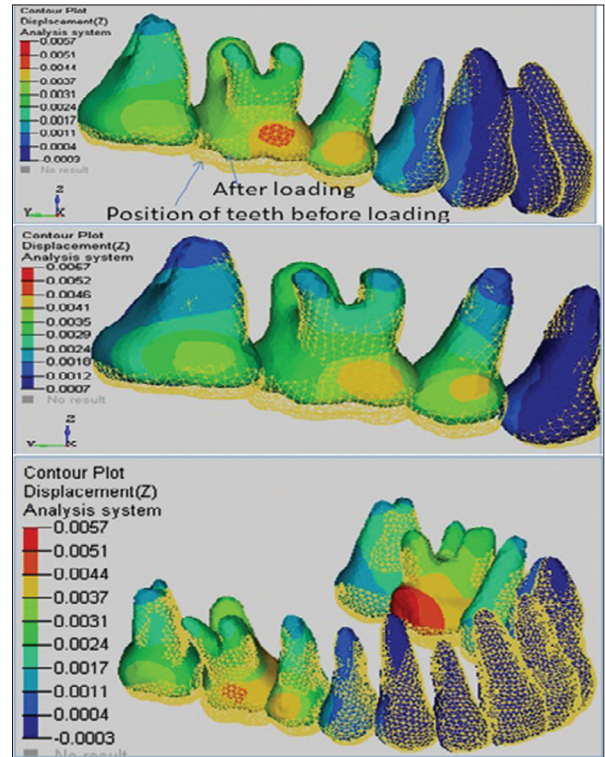 Contour Plot
Displacement(Z)
Analysis system
0.0057
0.0051
0.0044
0.0037
0.0031
0.0024
0.0017
0.0011
0.0004
-0.0003
No result
Z
Y X
After loading
Position of teeth before loading
Contour Plot
Displacement(Z)
Analysis system
0.0052
0.0046
0.0041
0.0035
0.0029
0.0024
0.0018
0.0012
0.0007
No result
Z
Y X
Contour Plot
Displacement(Z)
Analysis system
0.0057
0.0051
0.0044
0.0037
0.0031
0.0024
0.0017
0.0011
0.0004
-0.0003
No result